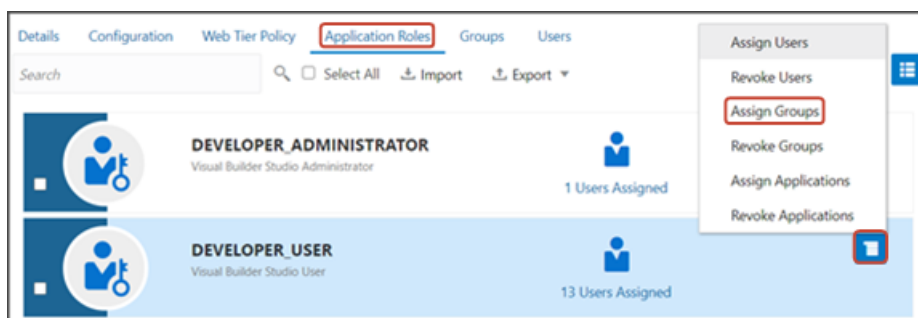 Details Configuration Web Tier Policy Application Roles Groups Users
Search Select All Import Export
Assign Users
Revoke Users
Assign Groups
Revoke Groups
Assign Applications
Revoke Applications
DEVELOPER_ADMINISTRATOR
Visual Builder Studio Administrator
1 Users Assigned
DEVELOPER_USER
Visual Builder Studio User
13 Users Assigned